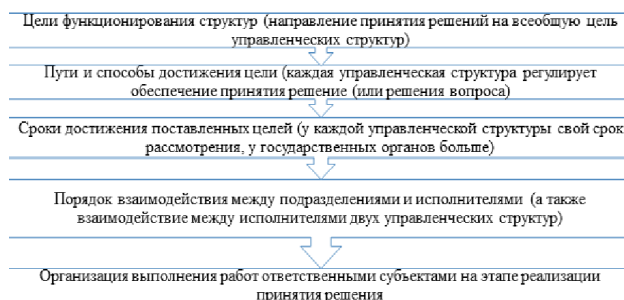 Цели функционирования структур (направление принятия решений на всеобщую цель
управленческих структур)
Пути и способы достижения цели (каждая управленческая структура регулирует
обеспечение принятия решение (или решения вопроса)
Сроки достижения поставленных целей (у каждой управленческой структуры свой срок
рассмотрения, у государственных органов больше)
Порядок взаимодействия между подразделениями и исполнителями (а также
взаимодействие между исполнителями двух управленческих структур)
Организация выполнения работ ответственными субъектами на этапе реализации
принятия решения